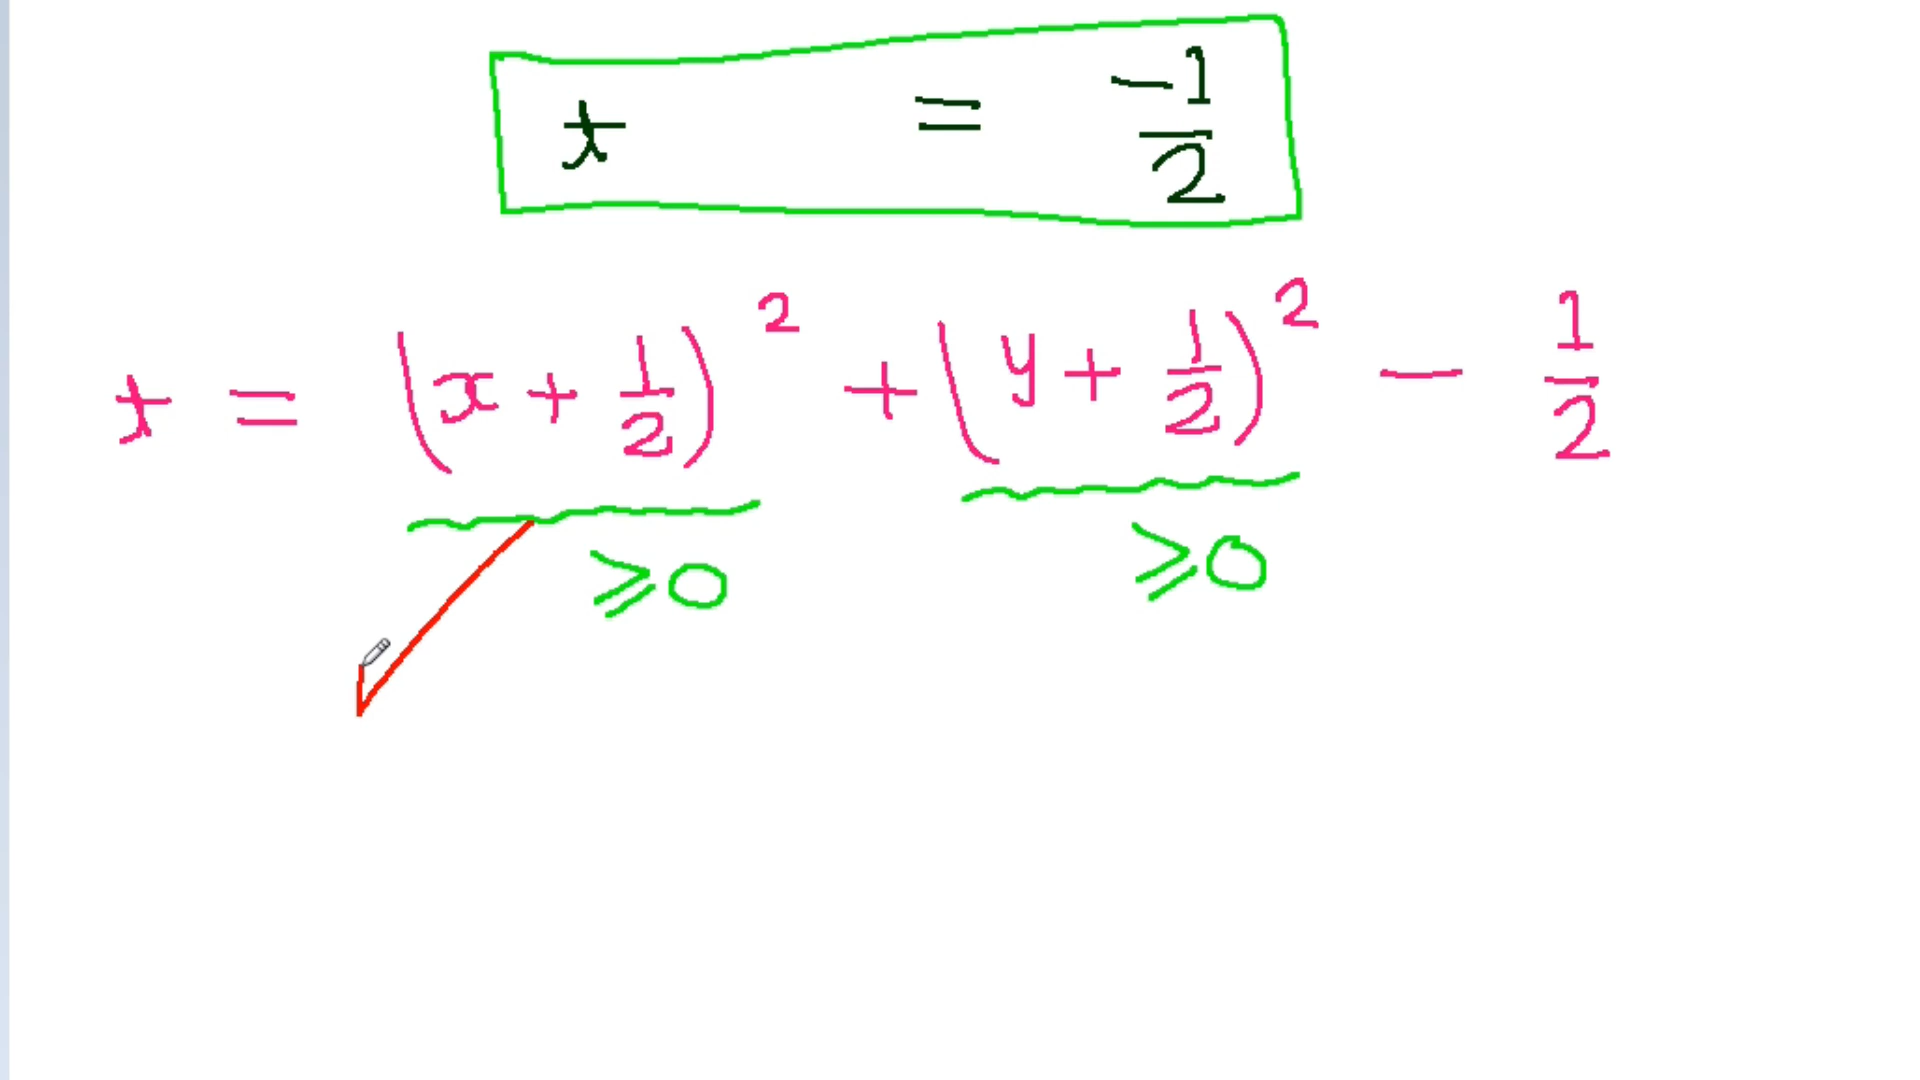 t = -1/2
t = (x + 1/2)² + (y + 1/2)² - 1/2
≥0 ≥0